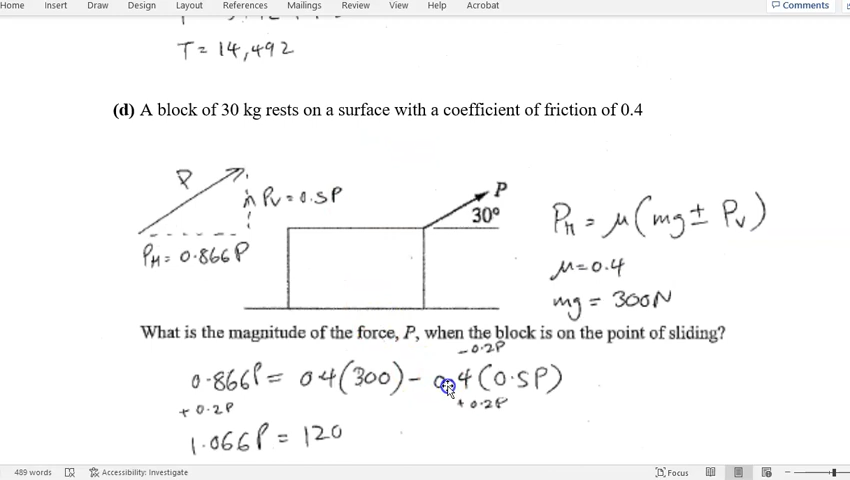 Home Insert Draw Design Layout References Mailings Review View Help Acrobat Comments
T = 14,492
(d) A block of 30 kg rests on a surface with a coefficient of friction of 0.4
P
Pv = 0.5P
PH = 0.866P
P
30°
PH = μ(mg ± Pv)
μ = 0.4
mg = 300N
What is the magnitude of the force, P, when the block is on the point of sliding?
-0.2P
0.866P = 0.4(300) - 0.4(0.5P)
+0.2P +0.2P
1.066P = 120
489 words Accessibility: Investigate Focus